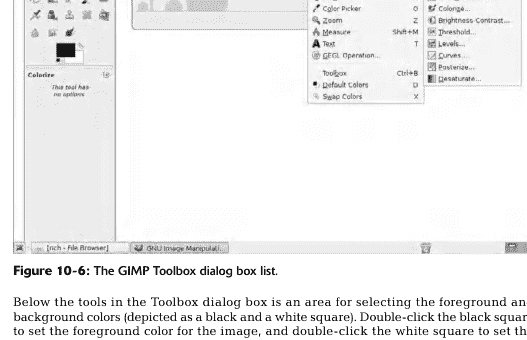 Color Picker O
Zoom Z
Measure Shift+M
Text T
GEGL Operation...
Toolbox Ctrl+B
Default Colors D
Swap Colors X
Colorize...
Brightness-Contrast...
Threshold...
Levels...
Curves...
Posterize...
Desaturate...
Colorize
This tool has
no options
[rich - File Browser]
GNU Image Manipulati..
Figure 10-6: The GIMP Toolbox dialog box list.
Below the tools in the Toolbox dialog box is an area for selecting the foreground an
background colors (depicted as a black and a white square). Double-click the black squar
to set the foreground color for the image, and double-click the white square to set th